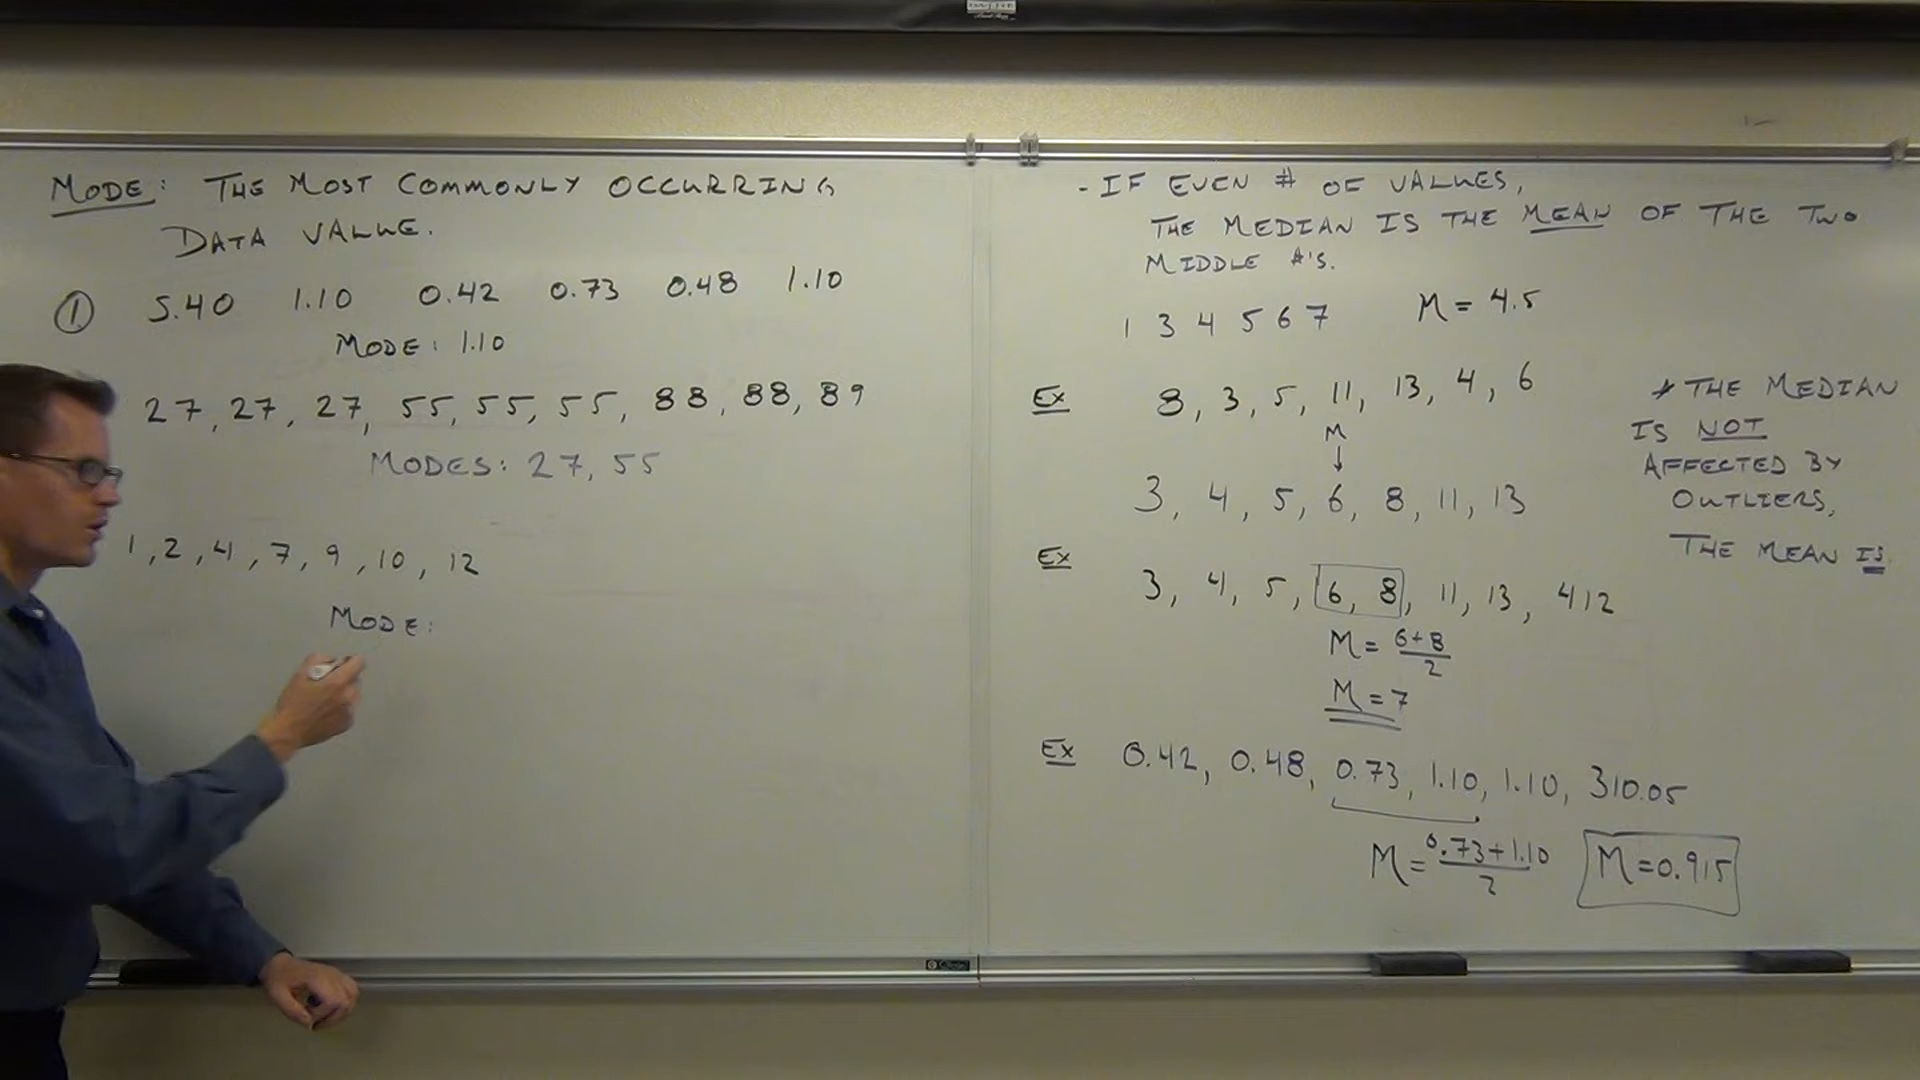 MODE: THE MOST COMMONLY OCCURRING
DATA VALUE.
① 5.40 1.10 0.42 0.73 0.48 1.10
MODE: 1.10
27, 27, 27, 55, 55, 55, 88, 88, 89
MODES: 27, 55
1, 2, 4, 7, 9, 10, 12
MODE:
- IF EVEN # OF VALUES,
THE MEDIAN IS THE MEAN OF THE TWO
MIDDLE #'S.
1 3 4 5 6 7 M = 4.5
Ex 8, 3, 5, 11, 13, 4, 6
M
↓
3, 4, 5, 6, 8, 11, 13
Ex 3, 4, 5, 6, 8, 11, 13, 412
M = 6+8/2
M = 7
Ex 0.42, 0.48, 0.73, 1.10, 1.10, 310.05
M = 0.73+1.10/2 M=0.915
* THE MEDIAN
IS NOT
AFFECTED BY
OUTLIERS,
THE MEAN IS.